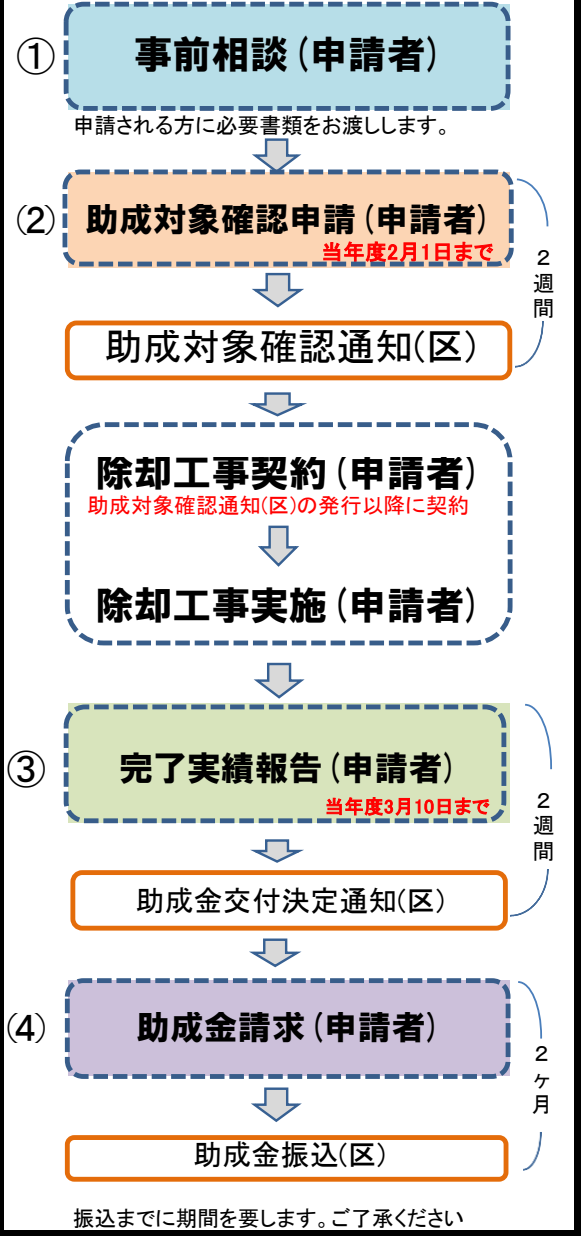 ① 事前相談(申請者)
申請される方に必要書類をお渡しします。
(2) 助成対象確認申請(申請者)
当年度2月1日まで
2週間
助成対象確認通知(区)
除却工事契約(申請者)
助成対象確認通知(区)の発行以降に契約
除却工事実施(申請者)
③ 完了実績報告(申請者)
当年度3月10日まで
2週間
助成金交付決定通知(区)
(4) 助成金請求(申請者)
2ヶ月
助成金振込(区)
振込までに期間を要します。ご了承ください